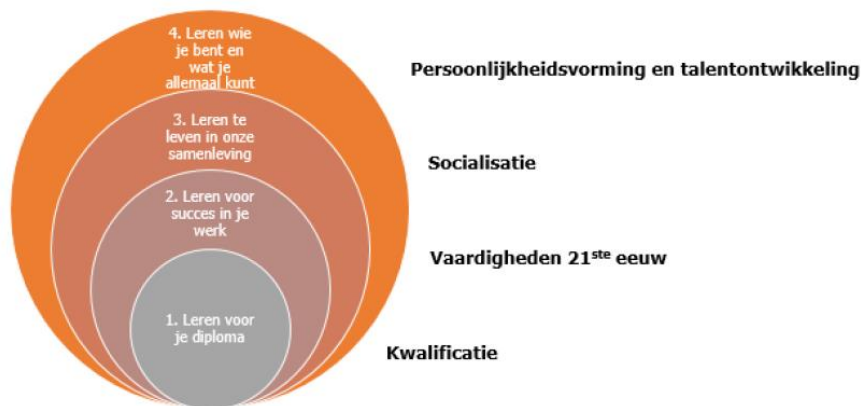 4. Leren wie
je bent en
wat je
allemaal kunt
Persoonlijkheidsvorming en talentontwikkeling
3. Leren te
leven in onze
samenleving
Socialisatie
2. Leren voor
succes in je
werk
Vaardigheden 21ste eeuw
1. Leren voor
je diploma
Kwalificatie